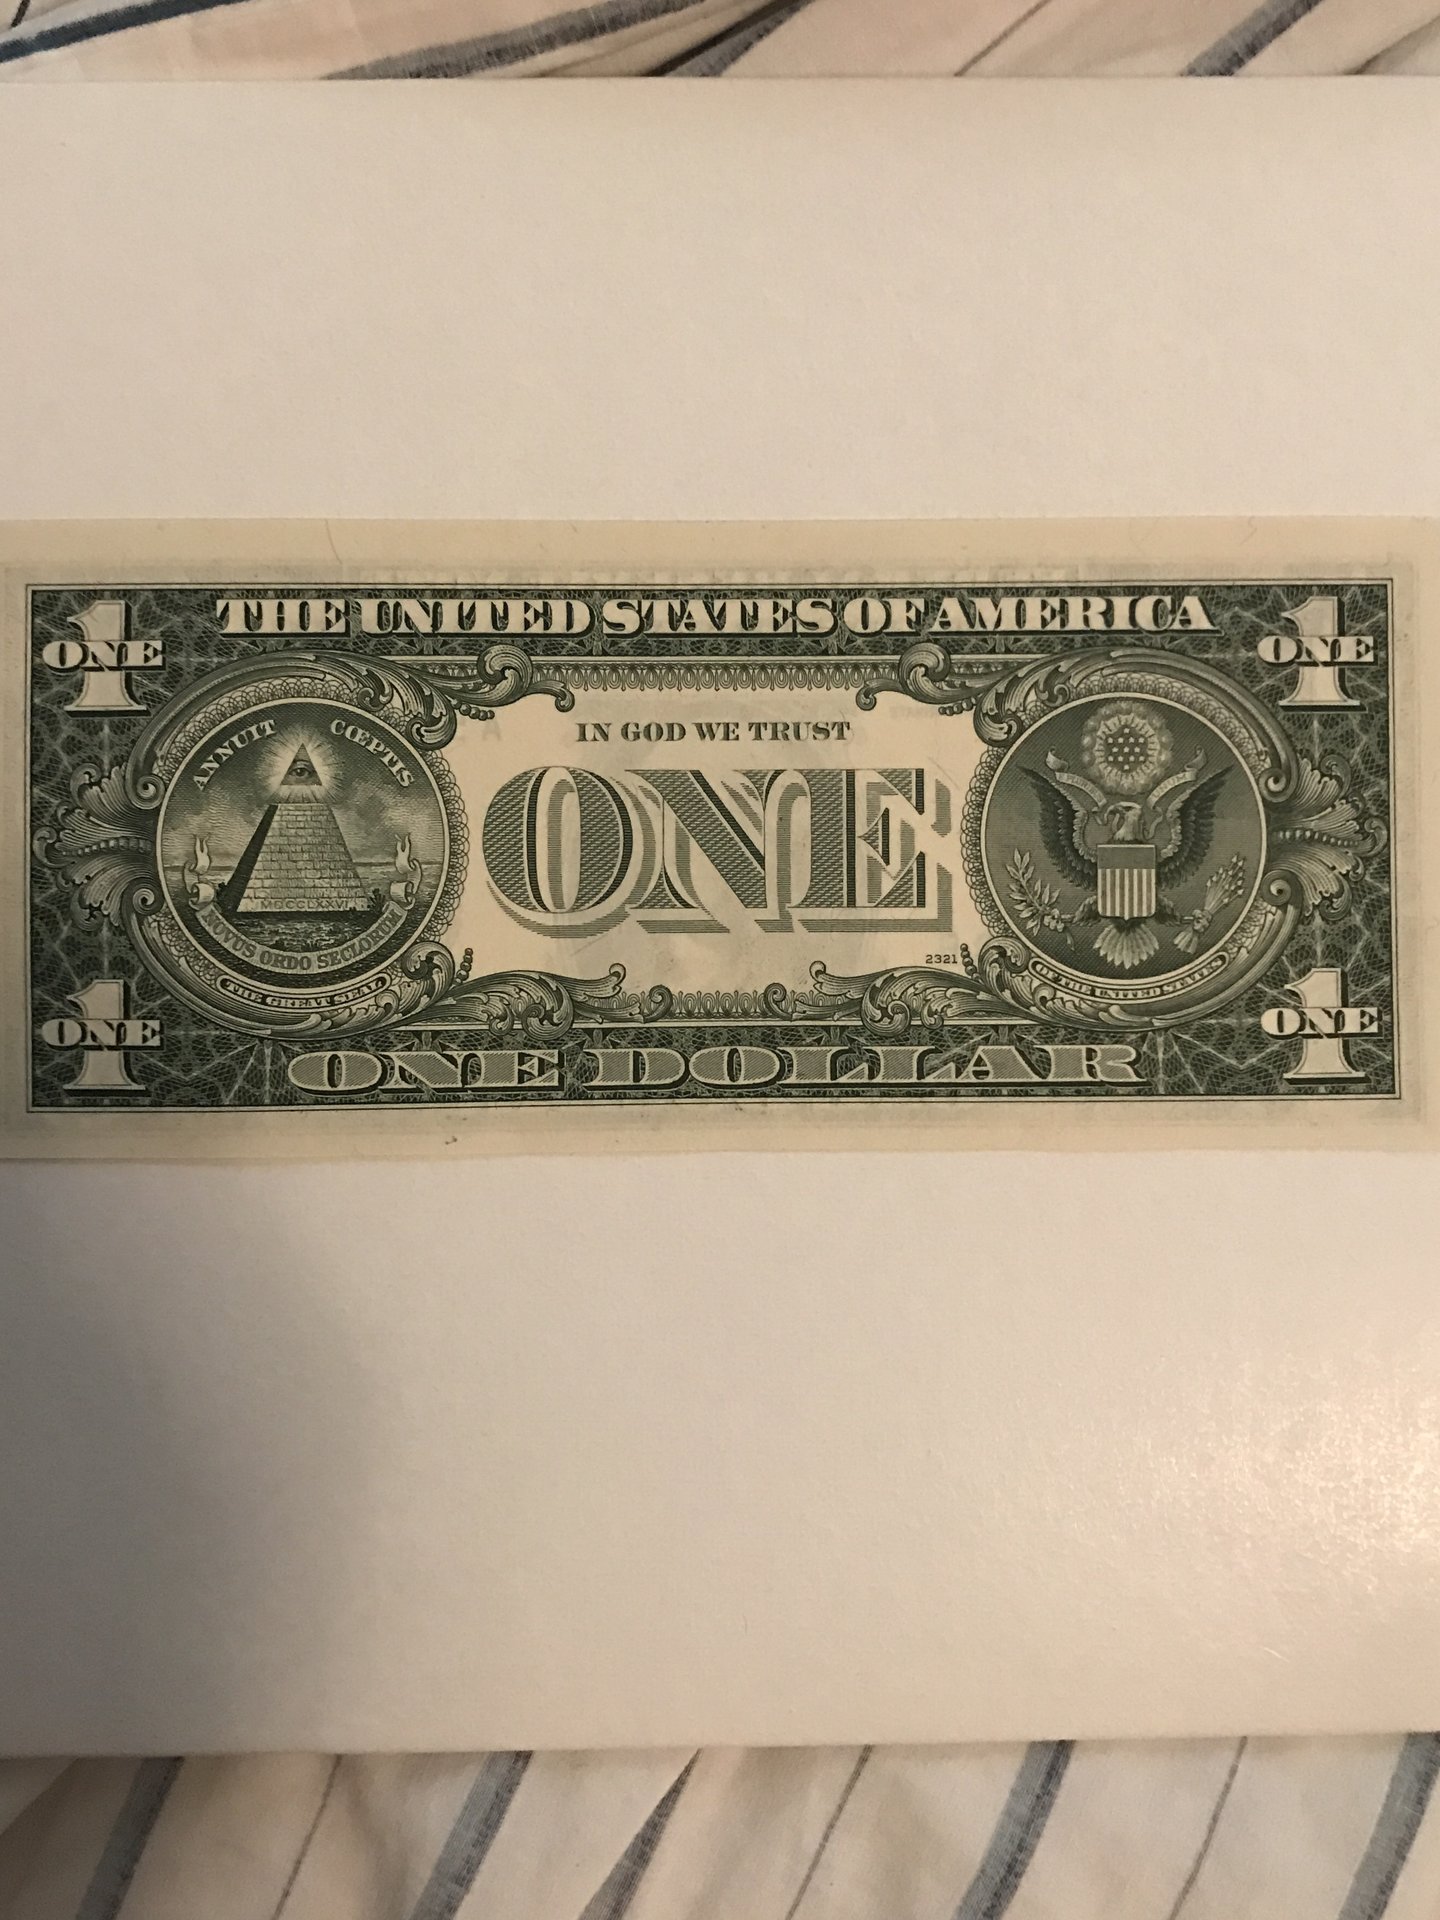 THE UNITED STATES OF AMERICA
1
ONE
1
ONE
ANNUIT CŒPTIS
MDCCLXXVI
NOVUS ORDO SECLORUM
THE GREAT SEAL
IN GOD WE TRUST
ONE
2321
OF THE UNITED STATES
1
ONE
1
ONE
ONE DOLLAR